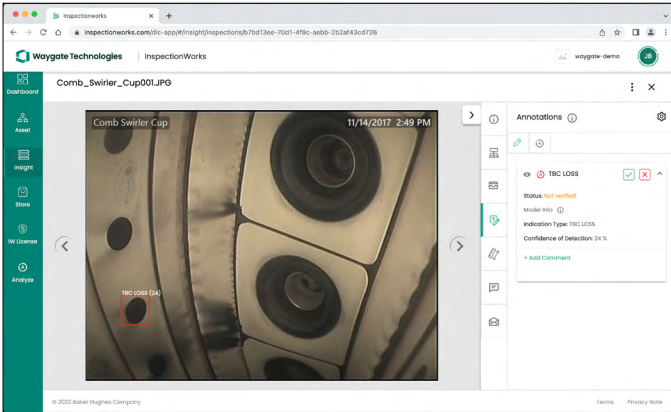 Inspectionworks
inspectionworks.com/dic-app/#/insight/inspections/b7bd13ee-70d1-4f9c-aebb-2b2af43cd726
Waygate Technologies
InspectionWorks
waygate-demo
JB
Dashboard
Asset
Insight
Store
IW License
Analyze
Comb_Swirler_Cup001.JPG
Comb Swirler Cup
11/14/2017 2:49 PM
TBC LOSS (24)
Annotations
TBC LOSS
Status: Not verified
Model Info
Indication Type: TBC LOSS
Confidence of Detection: 24 %
+ Add Comment
© 2022 Baker Hughes Company
Terms
Privacy Note